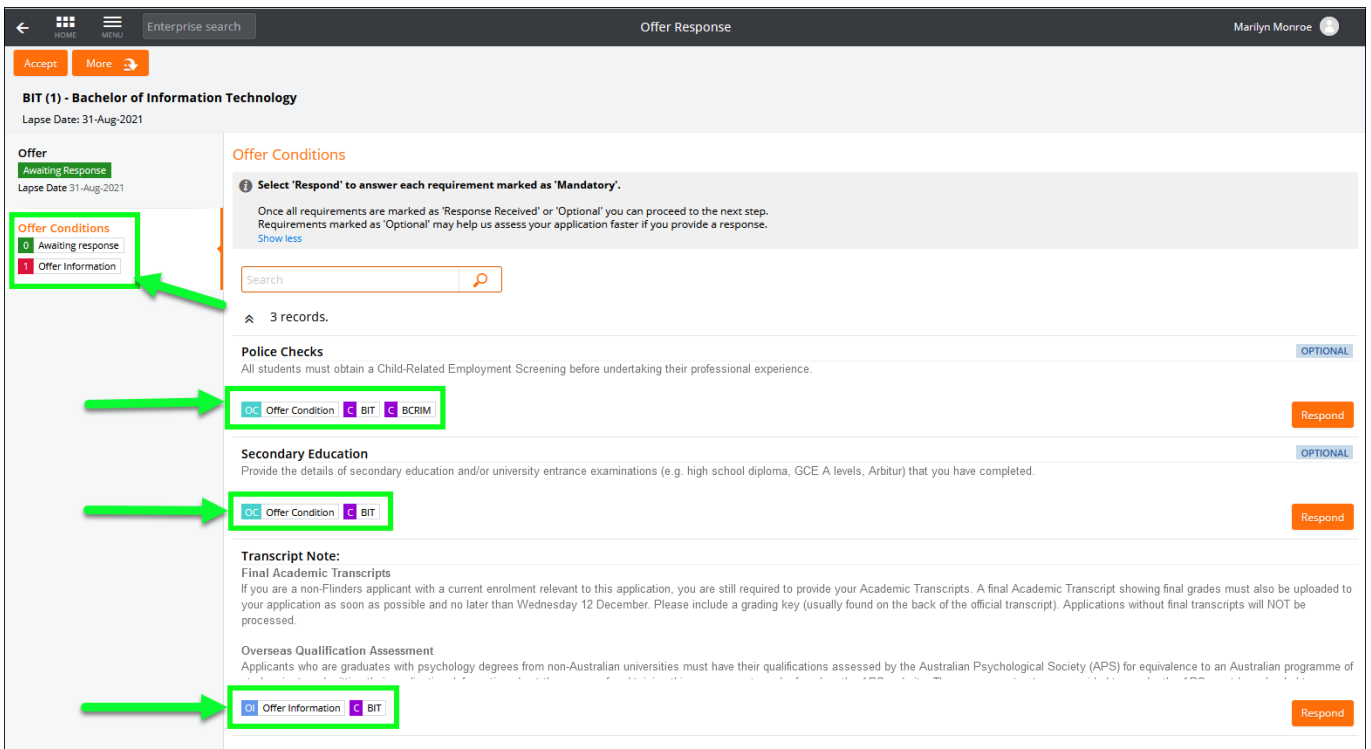 HOME
MENU
Enterprise search
Offer Response
Marilyn Monroe
Accept
More
BIT (1) - Bachelor of Information Technology
Lapse Date: 31-Aug-2021
Offer
Awaiting Response
Lapse Date 31-Aug-2021
Offer Conditions
0 Awaiting response
1 Offer Information
Offer Conditions
Select 'Respond' to answer each requirement marked as 'Mandatory'.
Once all requirements are marked as 'Response Received' or 'Optional' you can proceed to the next step.
Requirements marked as 'Optional' may help us assess your application faster if you provide a response.
Show less
Search
3 records.
Police Checks
OPTIONAL
All students must obtain a Child-Related Employment Screening before undertaking their professional experience.
OC Offer Condition C BIT C BCRIM
Respond
Secondary Education
OPTIONAL
Provide the details of secondary education and/or university entrance examinations (e.g. high school diploma, GCE A levels, Arbitur) that you have completed.
OC Offer Condition C BIT
Respond
Transcript Note:
Final Academic Transcripts
If you are a non-Flinders applicant with a current enrolment relevant to this application, you are still required to provide your Academic Transcripts. A final Academic Transcript showing final grades must also be uploaded to
your application as soon as possible and no later than Wednesday 12 December. Please include a grading key (usually found on the back of the official transcript). Applications without final transcripts will NOT be
processed.
Overseas Qualification Assessment
Applicants who are graduates with psychology degrees from non-Australian universities must have their qualifications assessed by the Australian Psychological Society (APS) for equivalence to an Australian programme of
OI Offer Information C BIT
Respond